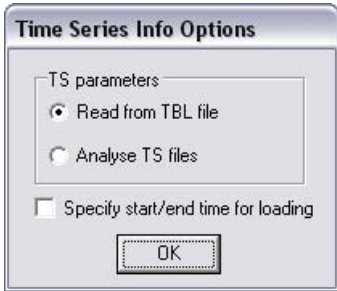 Time Series Info Options
TS parameters
Read from TBL file
Analyse TS files
Specify start/end time for loading
OK